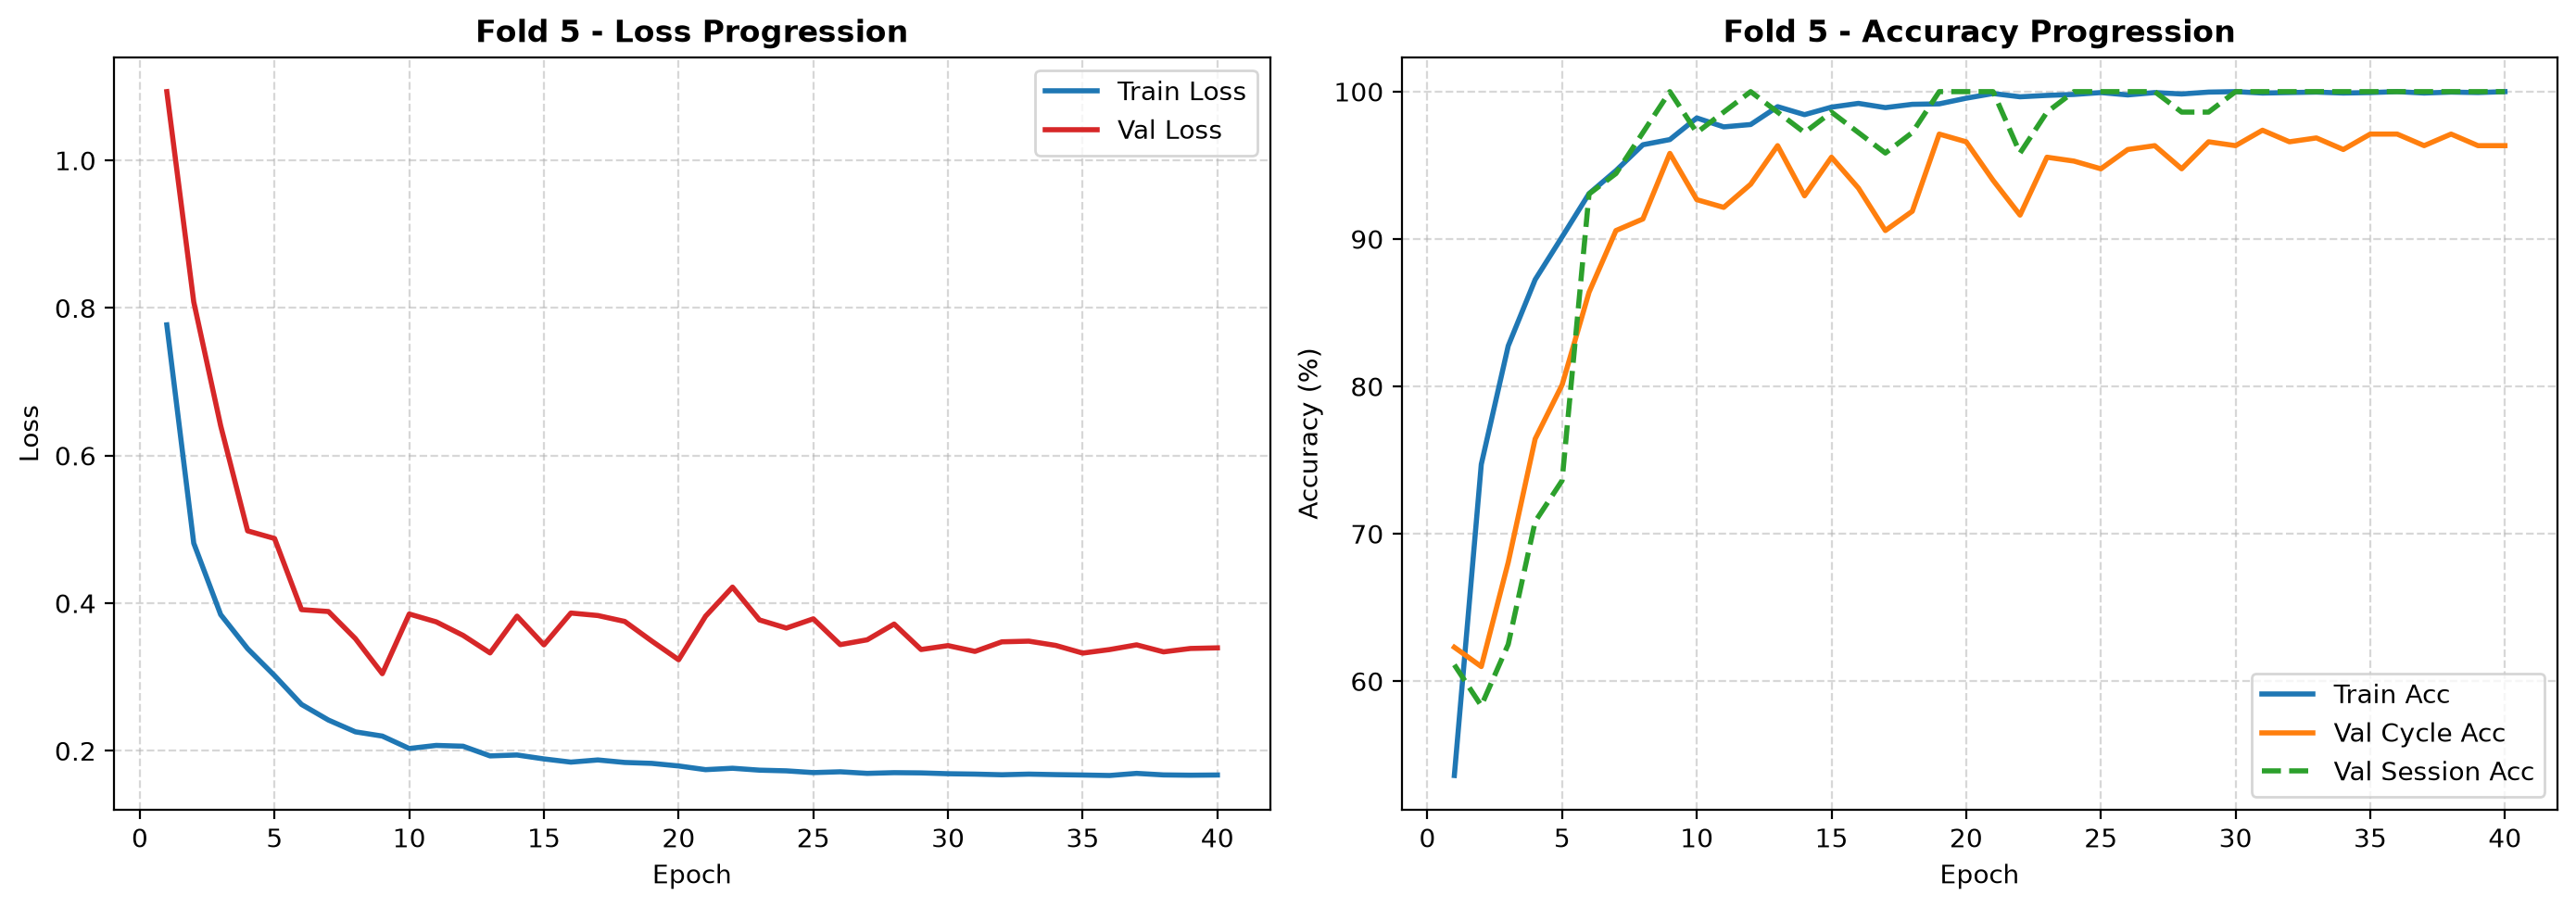 Fold 5 - Loss Progression
Train Loss
Val Loss
Loss
1.0
0.8
0.6
0.4
0.2
0 5 10 15 20 25 30 35 40
Epoch
Fold 5 - Accuracy Progression
Accuracy (%)
100
90
80
70
60
Train Acc
Val Cycle Acc
Val Session Acc
0 5 10 15 20 25 30 35 40
Epoch